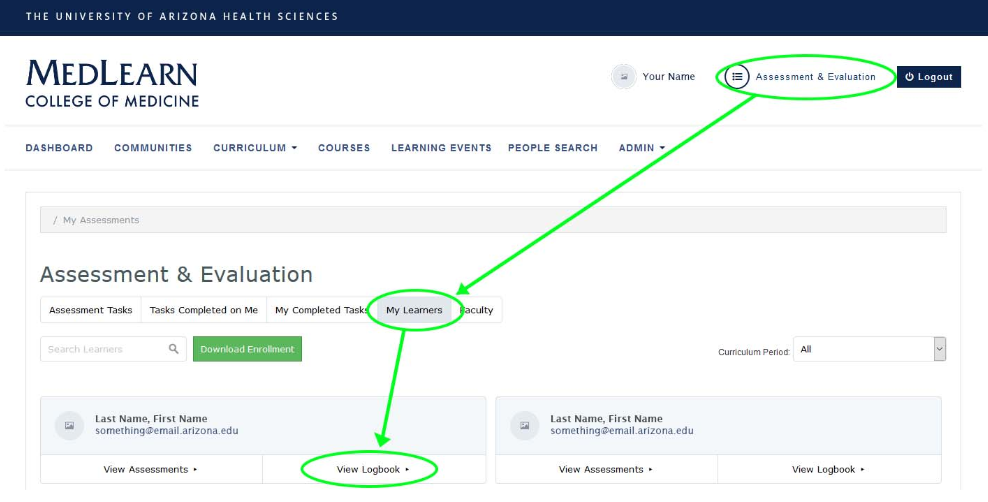 THE UNIVERSITY OF ARIZONA HEALTH SCIENCES
MEDLEARN
COLLEGE OF MEDICINE
Your Name
Assessment & Evaluation
Logout
DASHBOARD COMMUNITIES CURRICULUM COURSES LEARNING EVENTS PEOPLE SEARCH ADMIN
/ My Assessments
Assessment & Evaluation
Assessment Tasks Tasks Completed on Me My Completed Tasks My Learners Faculty
Search Learners Download Enrollment Curriculum Period: All
Last Name, First Name
something@email.arizona.edu
View Assessments View Logbook
Last Name, First Name
something@email.arizona.edu
View Assessments View Logbook